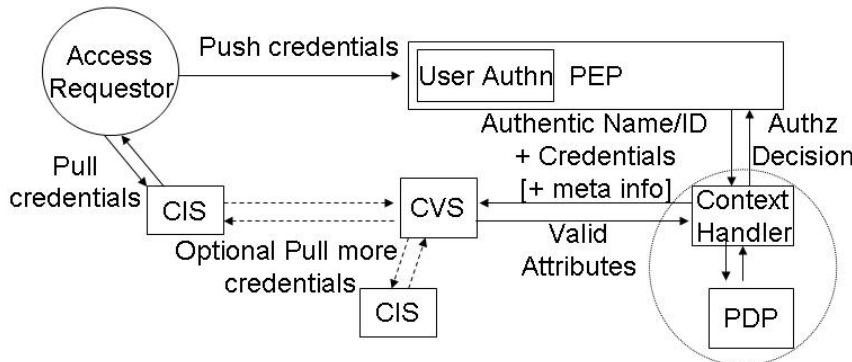 Access
Requestor
Push credentials
User Authn
PEP
Authentic Name/ID
+ Credentials
[+ meta info]
Authz
Decision
Pull
credentials
CIS
CVS
Context
Handler
Valid
Attributes
Optional Pull more
credentials
CIS
PDP